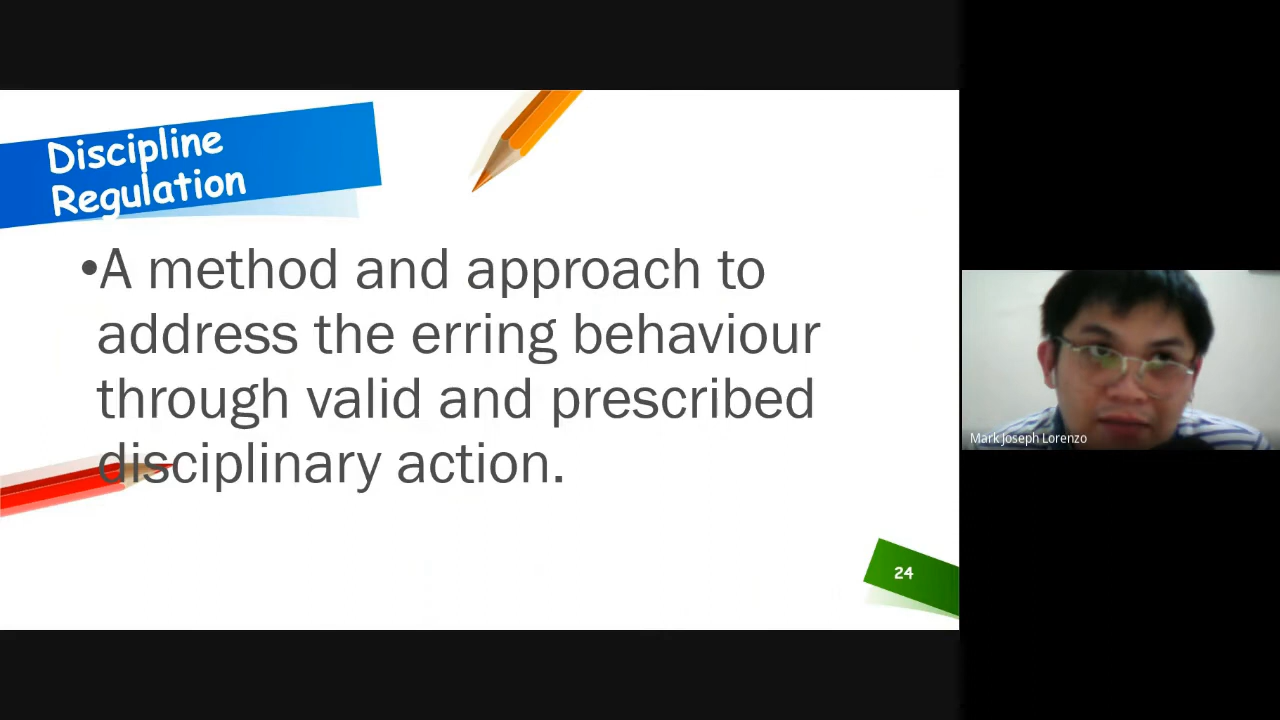 Discipline
Regulation
•A method and approach to
address the erring behaviour
through valid and prescribed
disciplinary action.
24
Mark Joseph Lorenzo